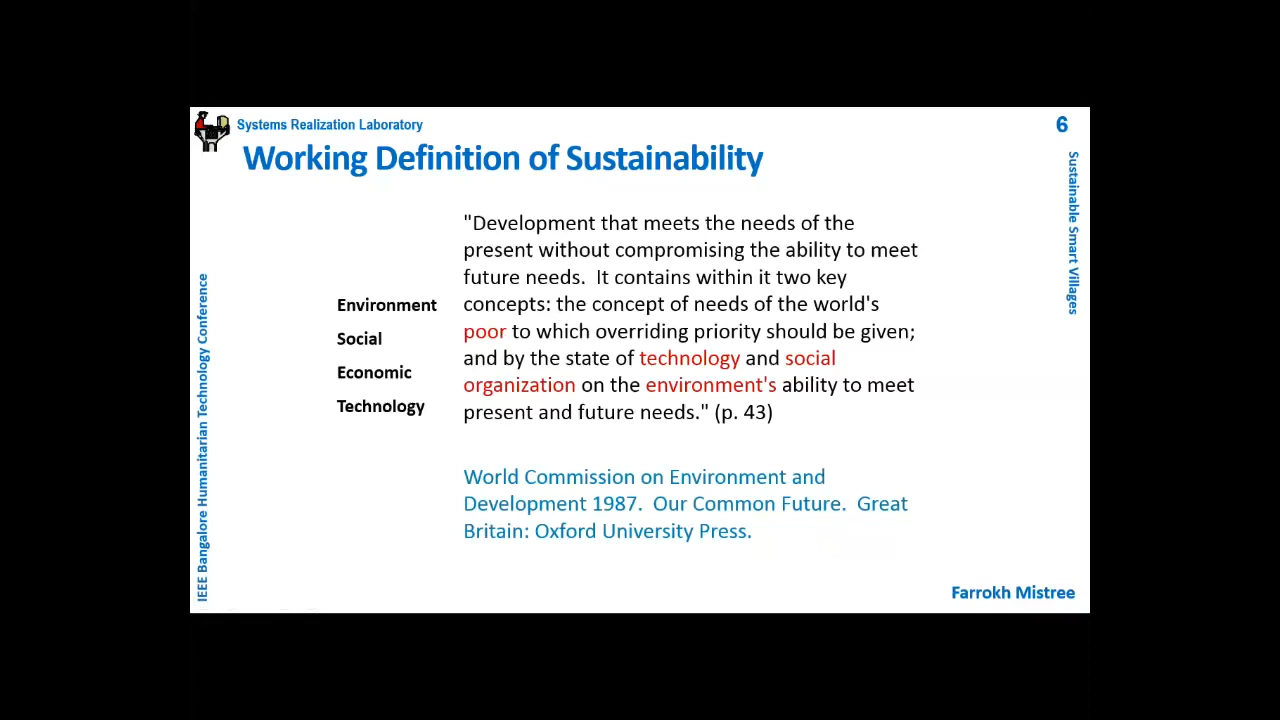 Systems Realization Laboratory
6
Working Definition of Sustainability
Sustainable Smart Villages
IEEE Bangalore Humanitarian Technology Conference
Environment
Social
Economic
Technology
"Development that meets the needs of the
present without compromising the ability to meet
future needs.  It contains within it two key
concepts: the concept of needs of the world's
poor to which overriding priority should be given;
and by the state of technology and social
organization on the environment's ability to meet
present and future needs." (p. 43)
World Commission on Environment and
Development 1987.  Our Common Future.  Great
Britain: Oxford University Press.
Farrokh Mistree